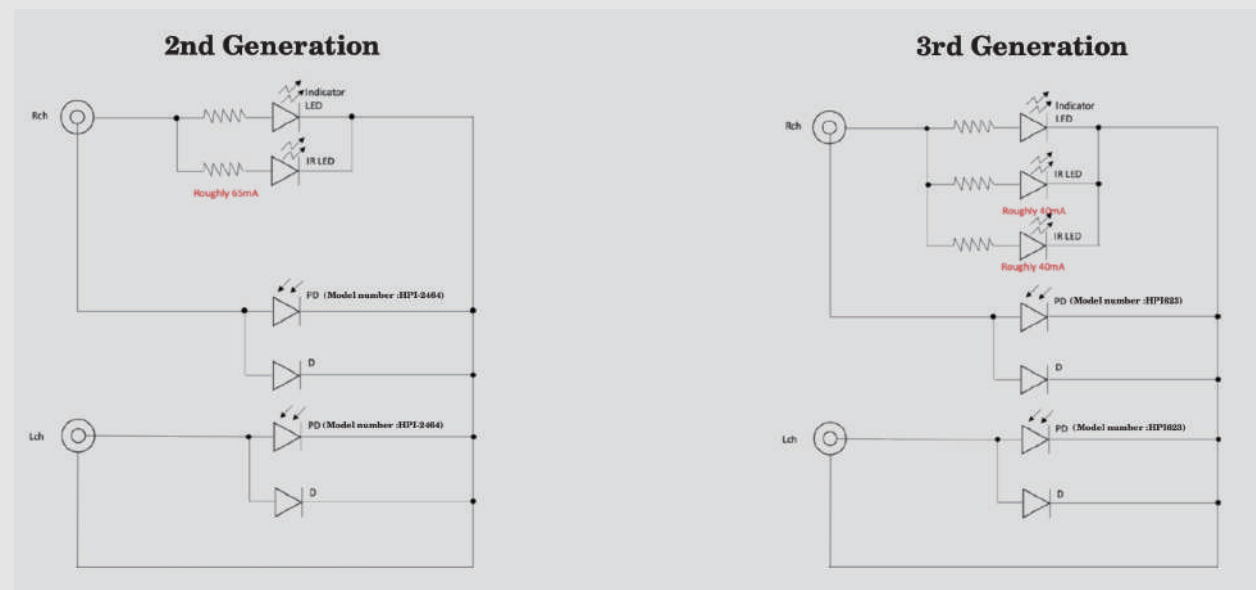 2nd Generation
Rch
Indicator
LED
IR LED
Roughly 65mA
PD (Model number :HPI-2464)
D
Lch
PD (Model number :HPI-2464)
D
3rd Generation
Rch
Indicator
LED
IR LED
Roughly 40mA
IR LED
Roughly 40mA
PD (Model number :HPI623)
D
Lch
PD (Model number :HPI623)
D